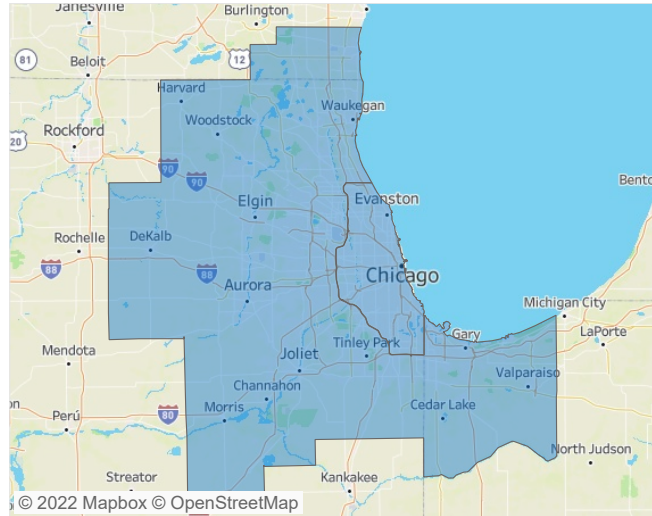 Janesville
Burlington
81
Beloit
12
Harvard
Waukegan
Woodstock
Rockford
20
90
90
Evanston
Elgin
DeKalb
Rochelle
88
88
Chicago
Aurora
Michigan City
Gary
LaPorte
Mendota
Tinley Park
Joliet
Valparaiso
Channahon
Cedar Lake
Morris
80
Perú
North Judson
Streator
Kankakee
© 2022 Mapbox © OpenStreetMap